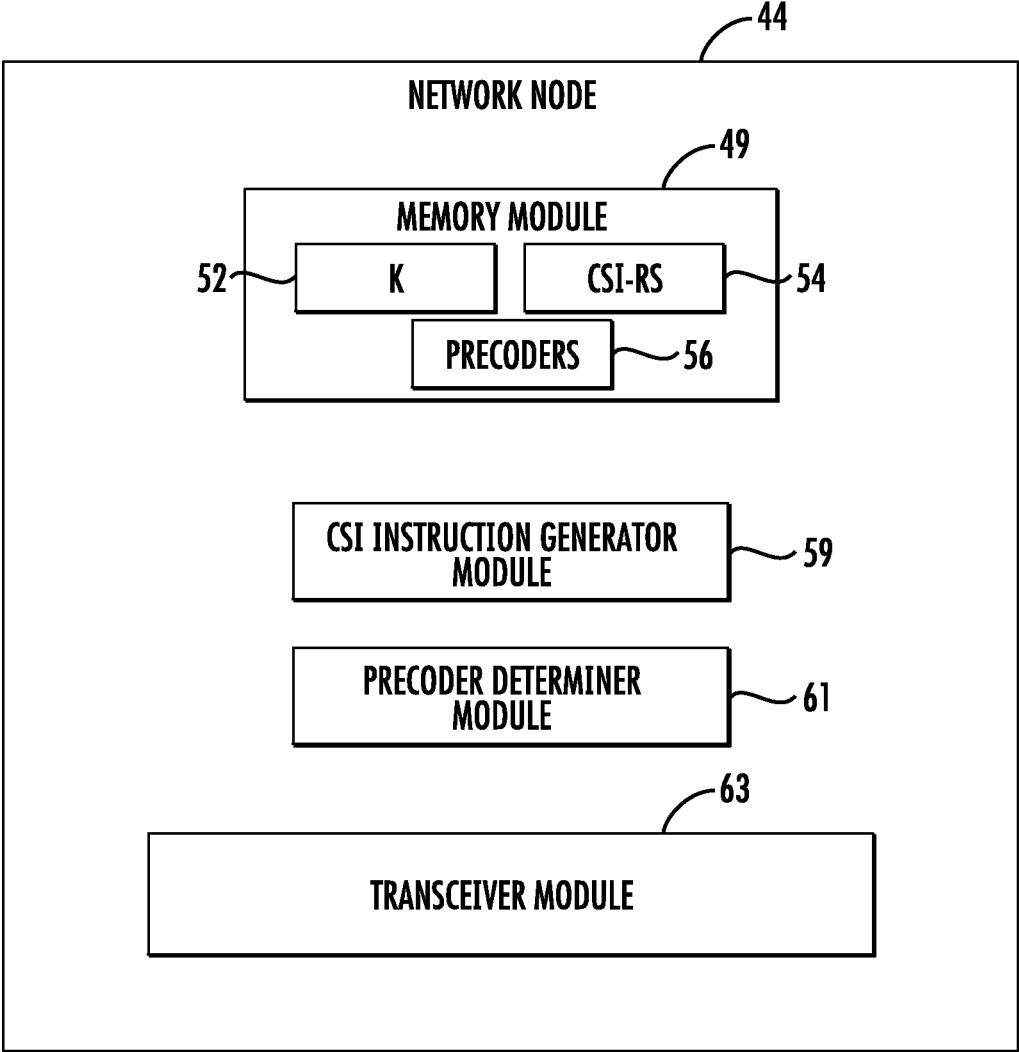 44
NETWORK NODE
49
MEMORY MODULE
52
K
CSI-RS
54
PRECODERS
56
CSI INSTRUCTION GENERATOR
MODULE
59
PRECODER DETERMINER
MODULE
61
63
TRANSCEIVER MODULE